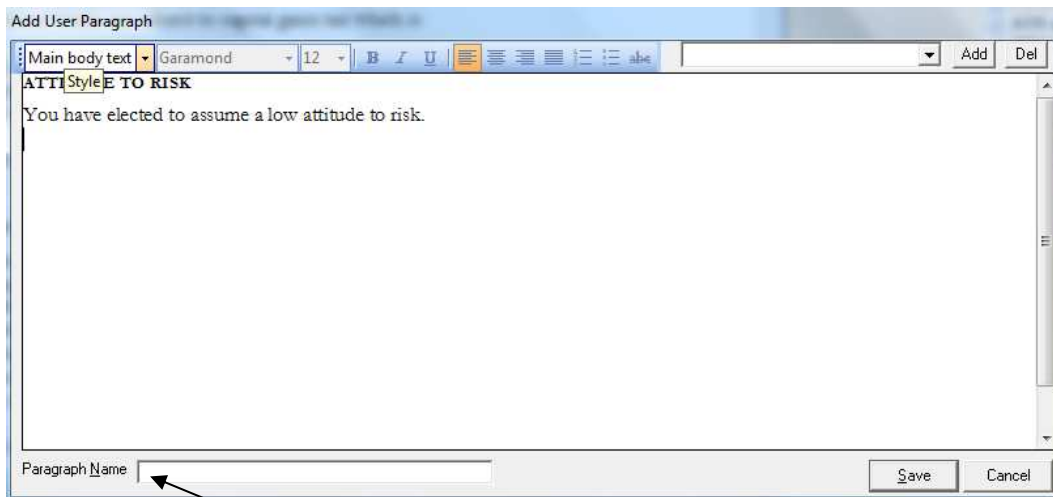 Add User Paragraph
Main body text Garamond 12 B I U abc Add Del
Style
ATTI E TO RISK
You have elected to assume a low attitude to risk.
Paragraph Name Save Cancel